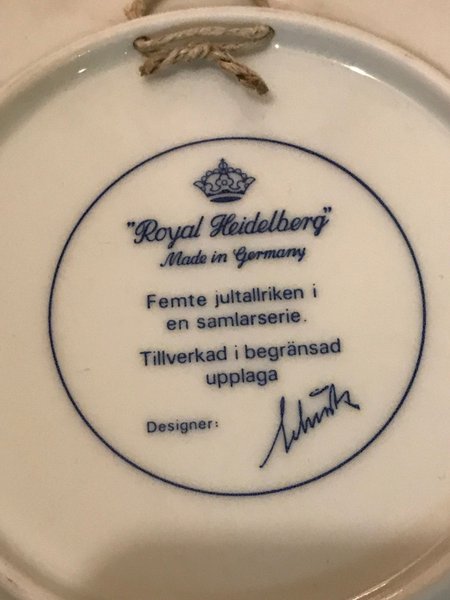 "Royal Heidelberg"
Made in Germany
Femte jultallriken i
en samlarserie.
Tillverkad i begränsad
upplaga
Designer: